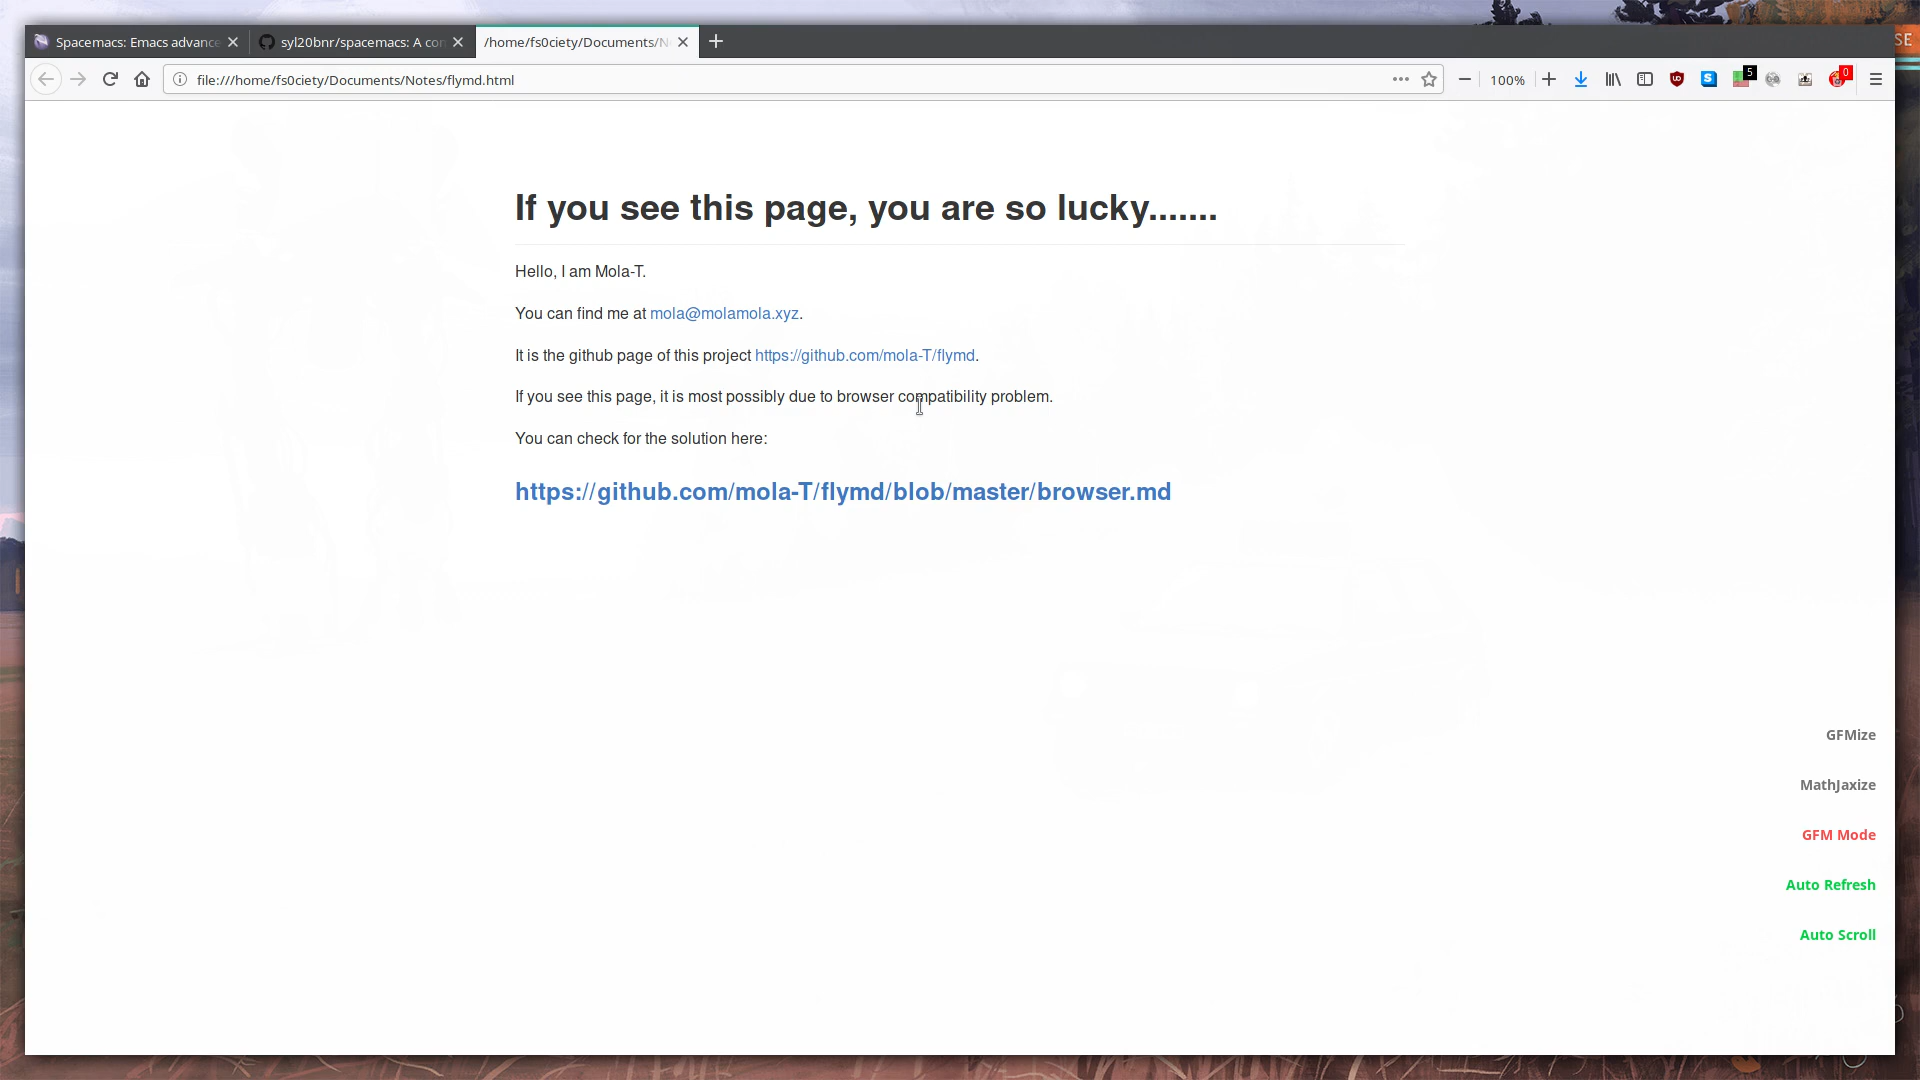 Spacemacs: Emacs advance
syl20bnr/spacemacs: A con
/home/fs0ciety/Documents/N
SE
file:///home/fs0ciety/Documents/Notes/flymd.html
100%
5
0
If you see this page, you are so lucky.......
Hello, I am Mola-T.
You can find me at mola@molamola.xyz.
It is the github page of this project https://github.com/mola-T/flymd.
If you see this page, it is most possibly due to browser compatibility problem.
You can check for the solution here:
https://github.com/mola-T/flymd/blob/master/browser.md
GFMize
MathJaxize
GFM Mode
Auto Refresh
Auto Scroll